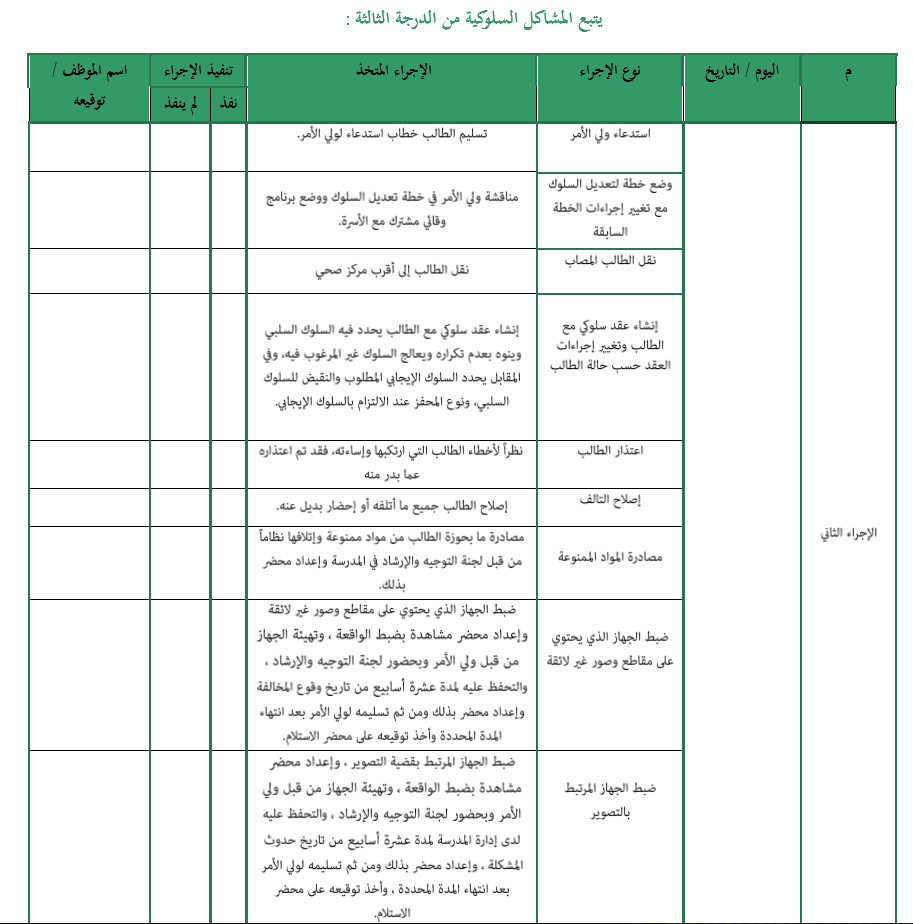 يتبع المشاكل السلوكية من الدرجة الثالثة :
م
اليوم / التاريخ
نوع الإجراء
الإجراء المتخذ
تنفيذ الإجراء
نفذ
لم ينفذ
اسم الموظف /
توقيعه
الإجراء الثاني
استدعاء ولي الأمر
تسليم الطالب خطاب استدعاء لولي الأمر.
وضع خطة لتعديل السلوك
مع تغيير إجراءات الخطة
السابقة
مناقشة ولي الأمر في خطة تعديل السلوك ووضع برنامج
وقائي مشترك مع الأسرة.
نقل الطالب المصاب
نقل الطالب إلى أقرب مركز صحي
إنشاء عقد سلوكي مع
الطالب وتغيير إجراءات
العقد حسب حالة الطالب
إنشاء عقد سلوكي مع الطالب يحدد فيه السلوك السلبي
وينوه بعدم تكراره ويعالج السلوك غير المرغوب فيه، وفي
المقابل يحدد السلوك الإيجابي المطلوب والنقيض للسلوك
السلبي، ونوع المحفز عند الالتزام بالسلوك الإيجابي.
اعتذار الطالب
نظراً لأخطاء الطالب التي ارتكبها وإساءته، فقد تم اعتذاره
عما بدر منه
إصلاح التالف
إصلاح الطالب جميع ما أتلفه أو إحضار بديل عنه.
مصادرة المواد الممنوعة
مصادرة ما بحوزة الطالب من مواد ممنوعة وإتلافها نظاماً
من قبل لجنة التوجيه والإرشاد في المدرسة وإعداد محضر
بذلك.
ضبط الجهاز الذي يحتوي
على مقاطع وصور غير لائقة
ضبط الجهاز الذي يحتوي على مقاطع وصور غير لائقة
وإعداد محضر مشاهدة بضبط الواقعة ، وتهيئة الجهاز
من قبل ولي الأمر وبحضور لجنة التوجيه والإرشاد ،
والتحفظ عليه لمدة عشرة أسابيع من تاريخ وقوع المخالفة
وإعداد محضر بذلك ومن ثم تسليمه لولي الأمر بعد انتهاء
المدة المحددة وأخذ توقيعه على محضر الاستلام.
ضبط الجهاز المرتبط
بالتصوير
ضبط الجهاز المرتبط بقضية التصوير ، وإعداد محضر
مشاهدة بضبط الواقعة ، وتهيئة الجهاز من قبل ولي
الأمر وبحضور لجنة التوجيه والإرشاد ، والتحفظ عليه
لدى إدارة المدرسة لمدة عشرة أسابيع من تاريخ حدوث
المشكلة ، وإعداد محضر بذلك ومن ثم تسليمه لولي الأمر
بعد انتهاء المدة المحددة ، وأخذ توقيعه على محضر
الاستلام.